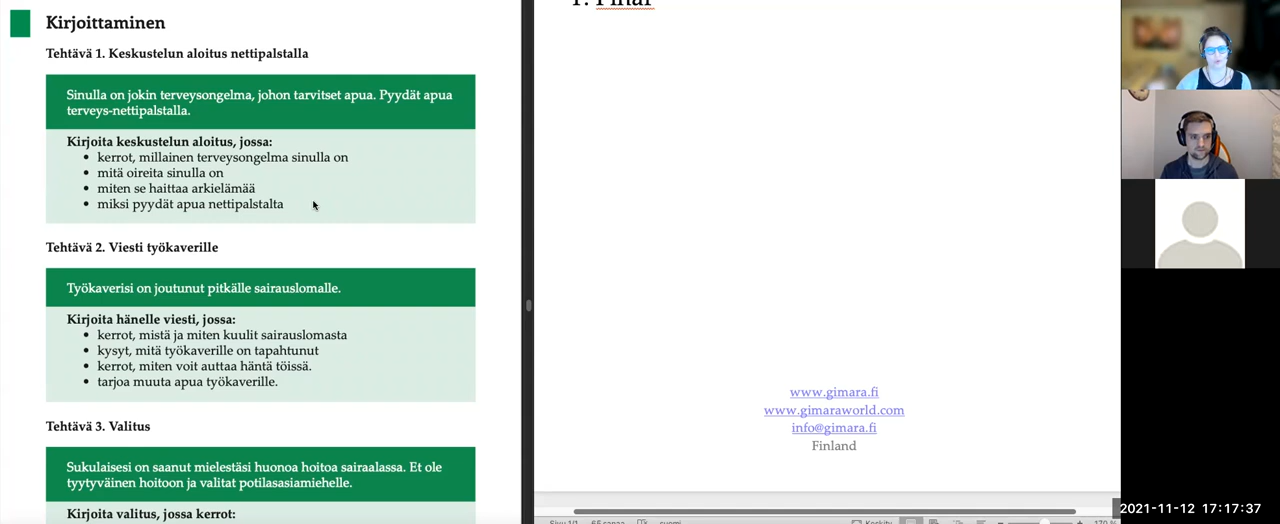 Kirjoittaminen
Tehtävä 1. Keskustelun aloitus nettipalstalla
Sinulla on jokin terveysongelma, johon tarvitset apua. Pyydät apua
terveys-nettipalstalla.
Kirjoita keskustelun aloitus, jossa:
• kerrot, millainen terveysongelma sinulla on
• mitä oireita sinulla on
• miten se haittaa arkielämää
• miksi pyydät apua nettipalstalta
Tehtävä 2. Viesti työkaverille
Työkaverisi on joutunut pitkälle sairauslomalle.
Kirjoita hänelle viesti, jossa:
• kerrot, mistä ja miten kuulit sairauslomasta
• kysyt, mitä työkaverille on tapahtunut
• kerrot, miten voit auttaa häntä töissä.
• tarjoa muuta apua työkaverille.
Tehtävä 3. Valitus
Sukulaisesi on saanut mielestäsi huonoa hoitoa sairaalassa. Et ole
tyytyväinen hoitoon ja valitat potilasasiamiehelle.
Kirjoita valitus, jossa kerrot:
www.gimara.fi
www.gimaraworld.com
info@gimara.fi
Finland
2021-11-12 17:17:37